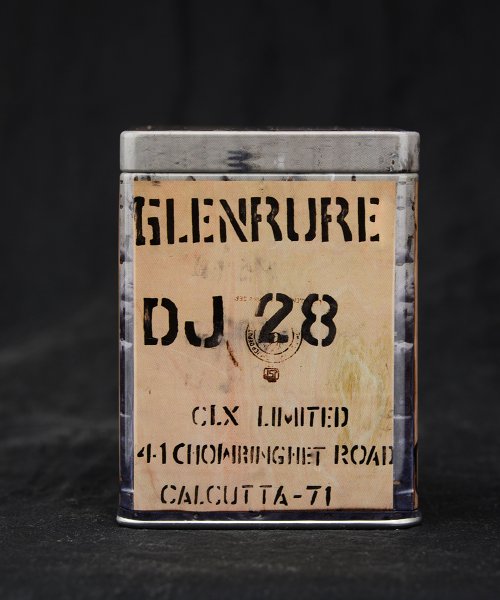 GLENRURE
DJ 28
CLX LIMITED
4-1 CHOWRINGHET ROAD
CALCUTTA-71